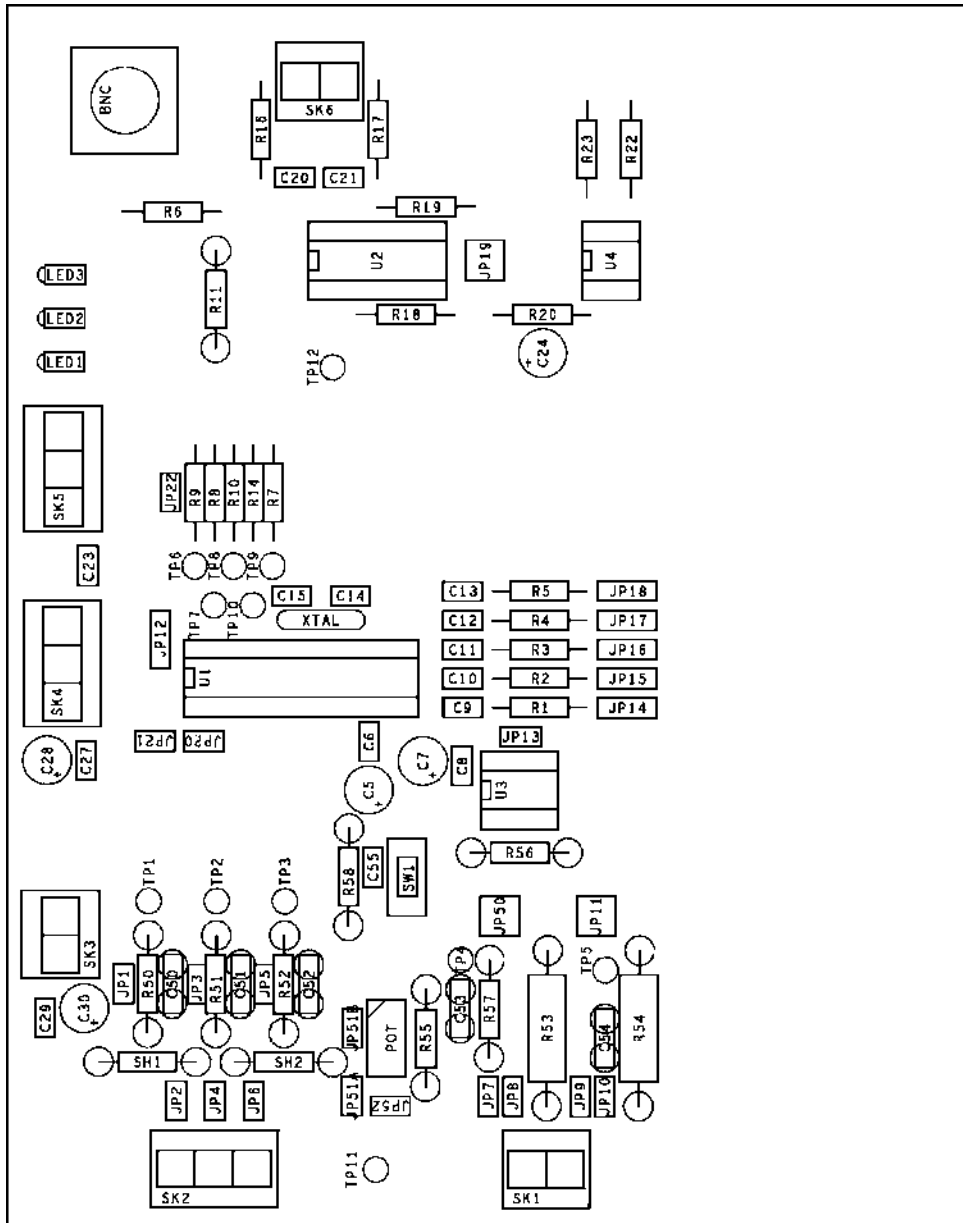 BNC
SK6
R16
R17
C20 C21
R23
R22
R6
R19
U2
JP19
U4
LED3
R11
R18
R20
LED2
C24
LED1
TP12
SK5
JP22
R9
R8
R10
R14
R7
C23
TP6
TP8
TP9
C15 C14
C13 R5 JP18
TP7
TP10
XTAL
C12 R4 JP17
JP12
C11 R3 JP16
SK4
U1
C10 R2 JP15
C9 R1 JP14
JP21 JP20
C6
JP13
C28
C27
C7
C8
C5
U3
R58
C55
SW1
R56
TP1
TP2
TP3
SK3
JP50
JP11
JP1
R50
C50
JP3
R51
C51
JP5
R52
C52
TP4
TP5
C29
C30
JP51B
POT
R55
C53
R57
R53
C54
R54
SH1
SH2
JP2
JP4
JP6
JP51A
JP52
JP7
JP8
JP9
JP10
TP11
SK2
SK1